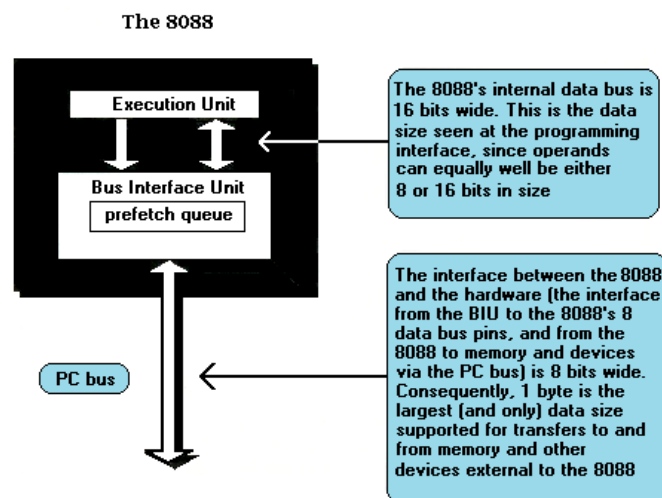 The 8088
Execution Unit
Bus Interface Unit
prefetch queue
The 8088's internal data bus is
16 bits wide. This is the data
size seen at the programming
interface, since operands
can equally well be either
8 or 16 bits in size
The interface between the 8088
and the hardware (the interface
from the BIU to the 8088's 8
data bus pins, and from the
8088 to memory and devices
via the PC bus) is 8 bits wide.
Consequently, 1 byte is the
largest (and only) data size
supported for transfers to and
from memory and other
devices external to the 8088
PC bus